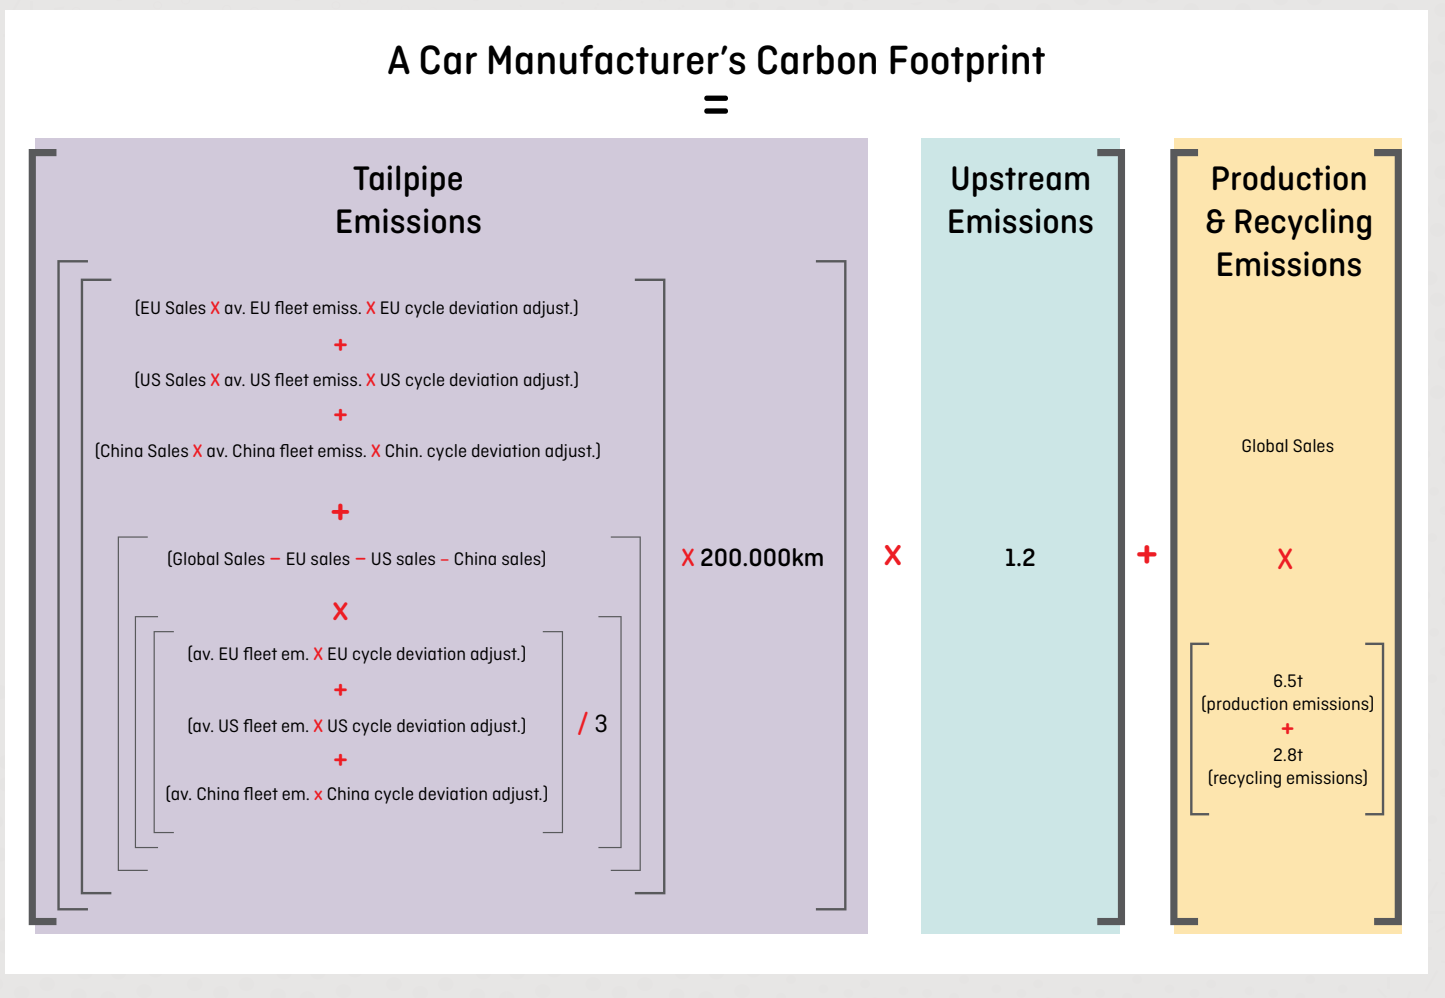 A Car Manufacturer's Carbon Footprint
=
Tailpipe
Emissions
(EU Sales X av. EU fleet emiss. X EU cycle deviation adjust.)
+
(US Sales X av. US fleet emiss. X US cycle deviation adjust.)
+
(China Sales X av. China fleet emiss. X Chin. cycle deviation adjust.)
+
(Global Sales – EU sales – US sales – China sales)
X
(av. EU fleet em. X EU cycle deviation adjust.)
+
(av. US fleet em. X US cycle deviation adjust.)
+
(av. China fleet em. x China cycle deviation adjust.)
/ 3
X 200.000km
X
Upstream
Emissions
1.2
+
Production
& Recycling
Emissions
Global Sales
X
6.5t
(production emissions)
+
2.8t
(recycling emissions)